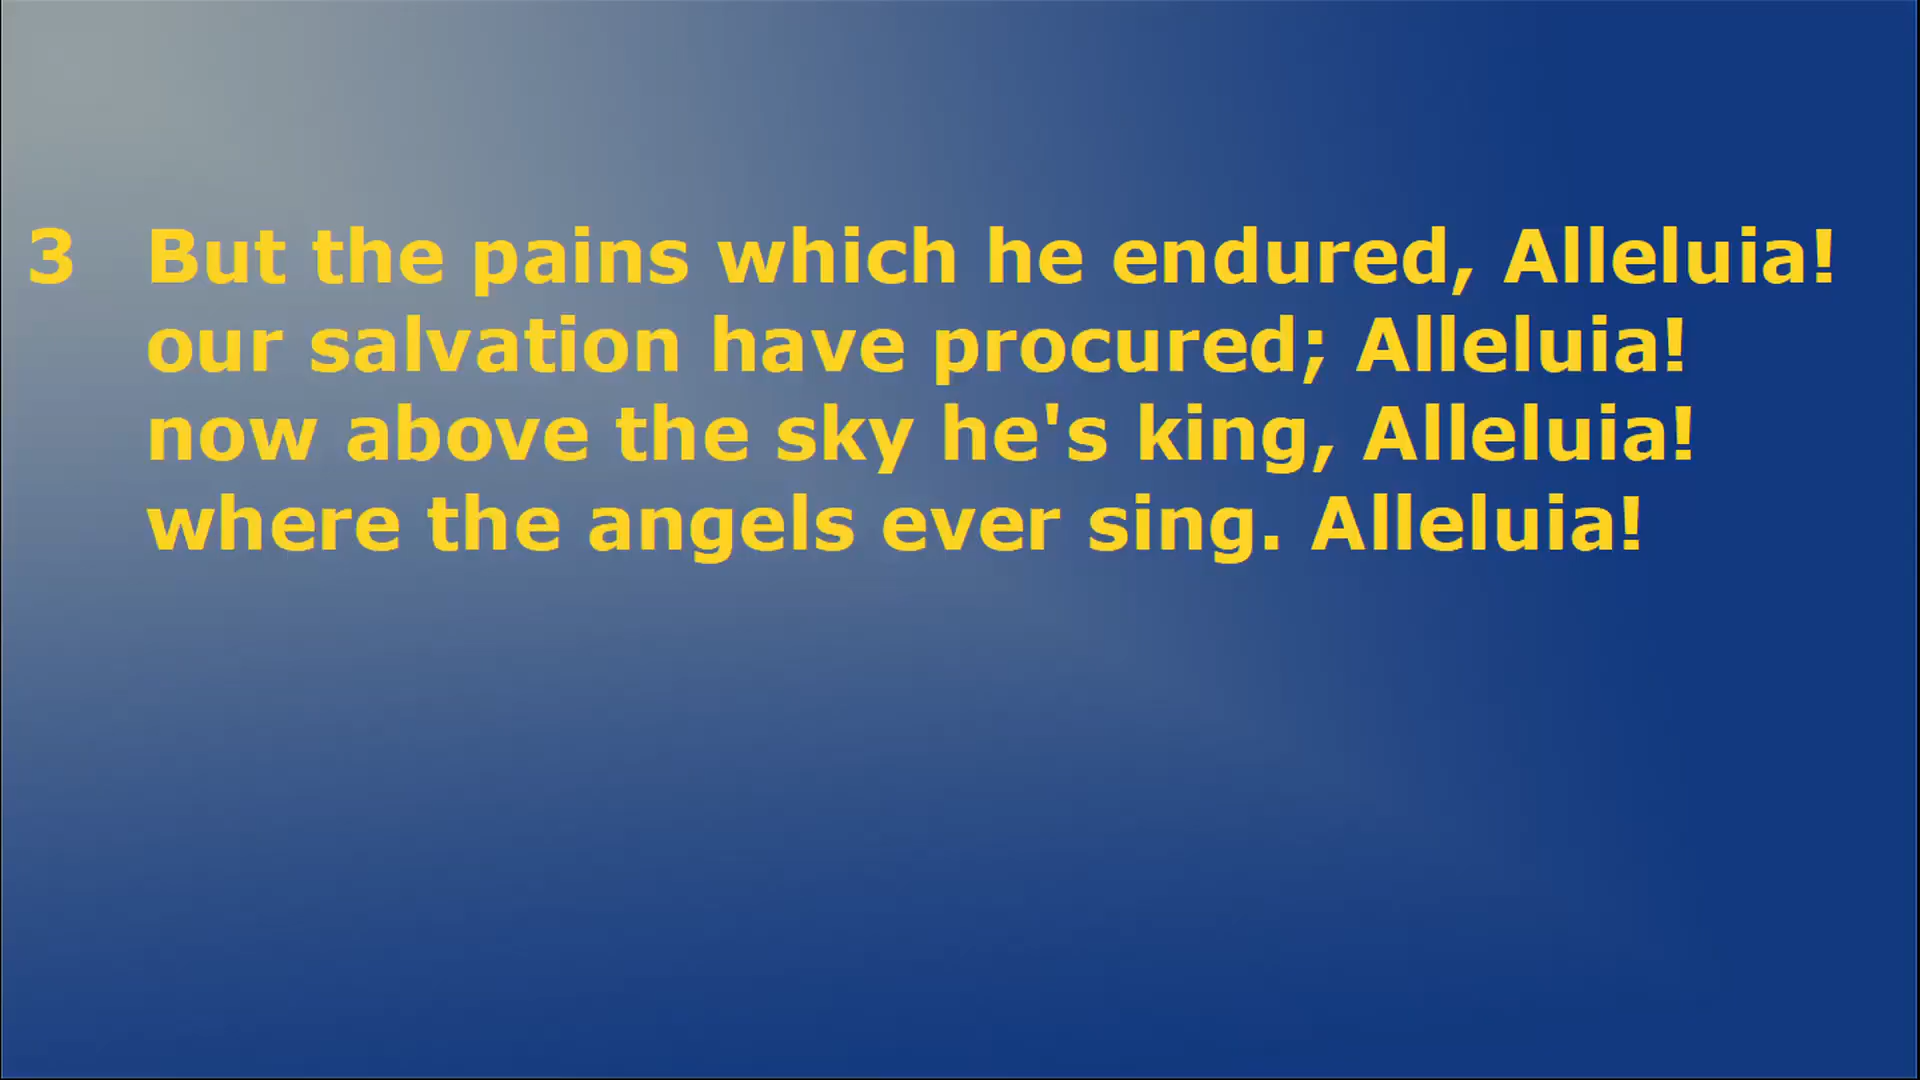 3 But the pains which he endured, Alleluia!
our salvation have procured; Alleluia!
now above the sky he's king, Alleluia!
where the angels ever sing. Alleluia!